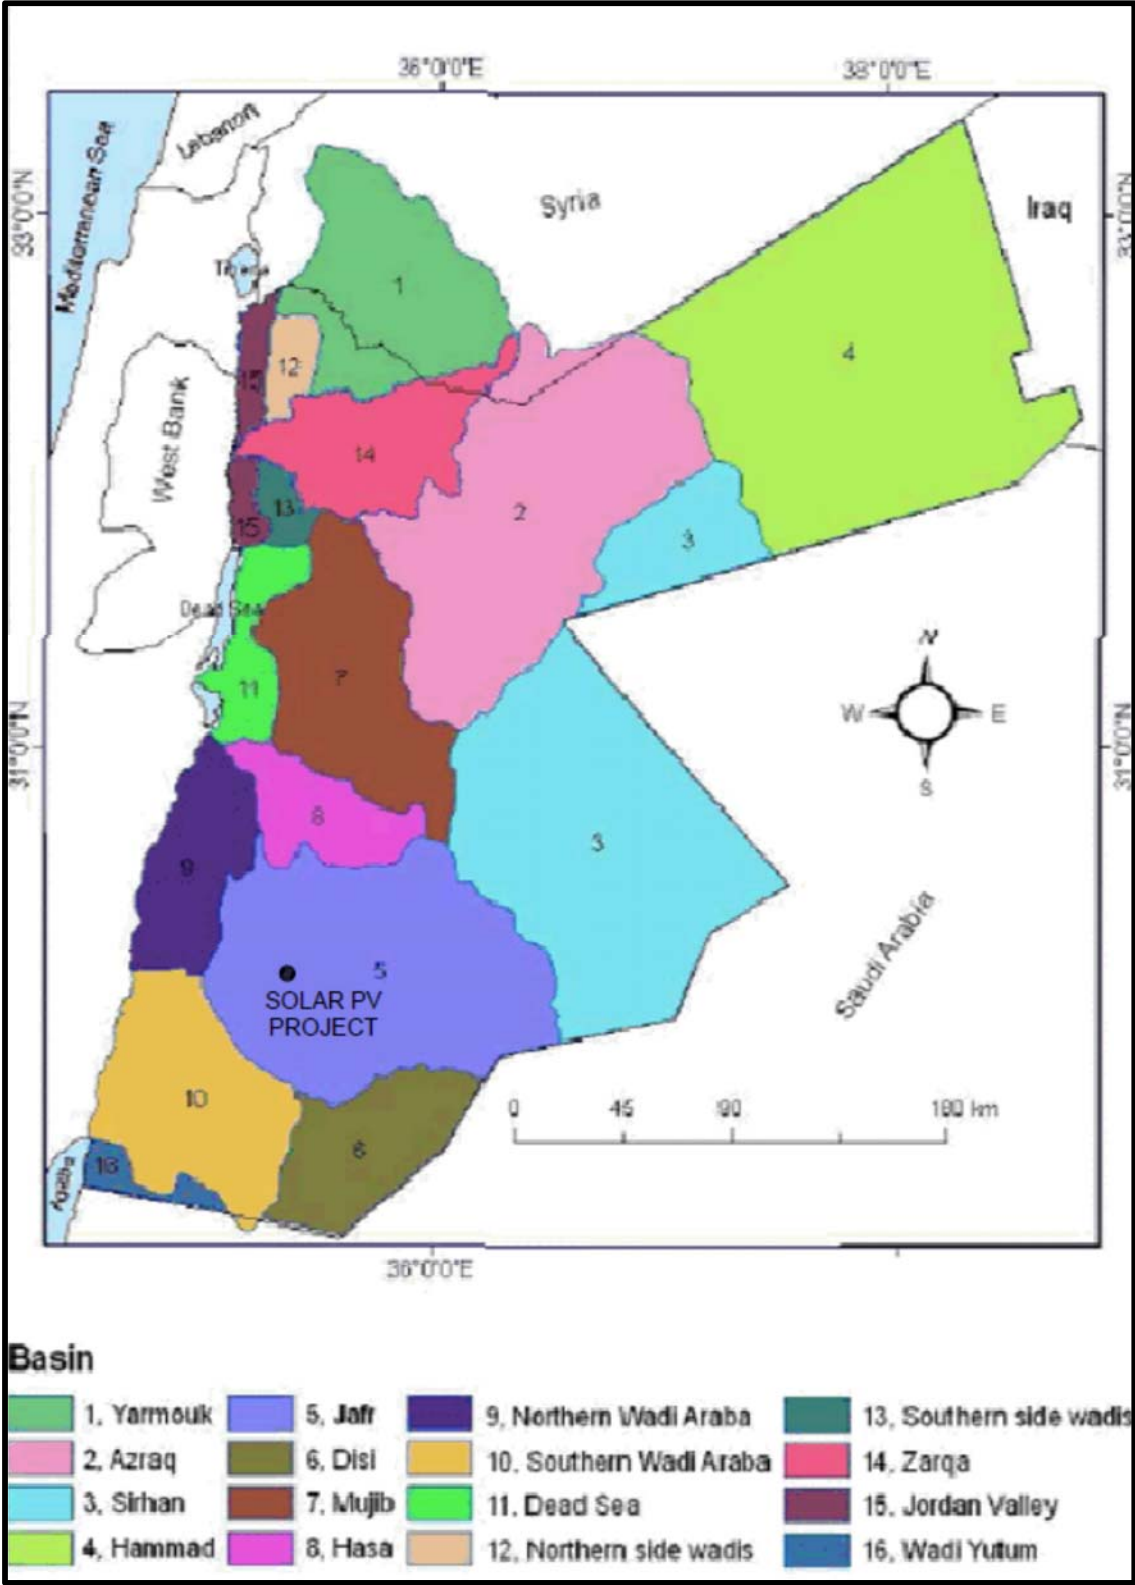 36°0'0"E 38°0'0"E
Mediterranean Sea
Lebanon
Syria
Iraq
33°0'0"N
33°0'0"N
1
12
4
West Bank
14
2
13
15
3
Dead Sea
7
11
N
W E
S
31°0'0"N
31°0'0"N
8
3
9
Saudi Arabia
5
SOLAR PV
PROJECT
10
0 45 90 180 km
6
16
Aqaba
36°0'0"E
Basin
1, Yarmouk
2, Azraq
3, Sirhan
4, Hammad
5, Jafr
6, Disi
7, Mujib
8, Hasa
9, Northern Wadi Araba
10, Southern Wadi Araba
11, Dead Sea
12, Northern side wadis
13, Southern side wadis
14, Zarqa
15, Jordan Valley
16, Wadi Yutum